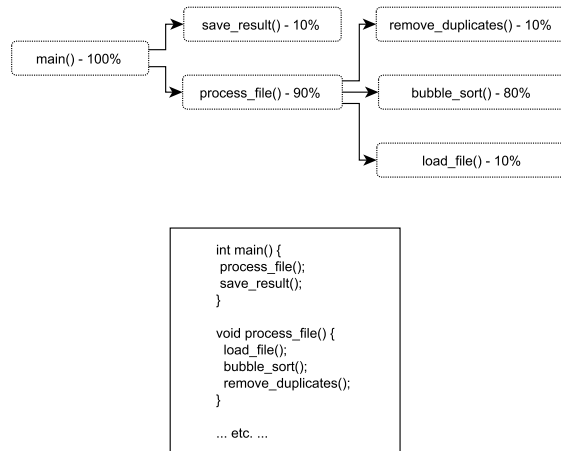 save_result() - 10%
remove_duplicates() - 10%
main() - 100%
process_file() - 90%
bubble_sort() - 80%
load_file() - 10%
int main() {
process_file();
save_result();
}
void process_file() {
load_file();
bubble_sort();
remove_duplicates();
}
... etc. ...